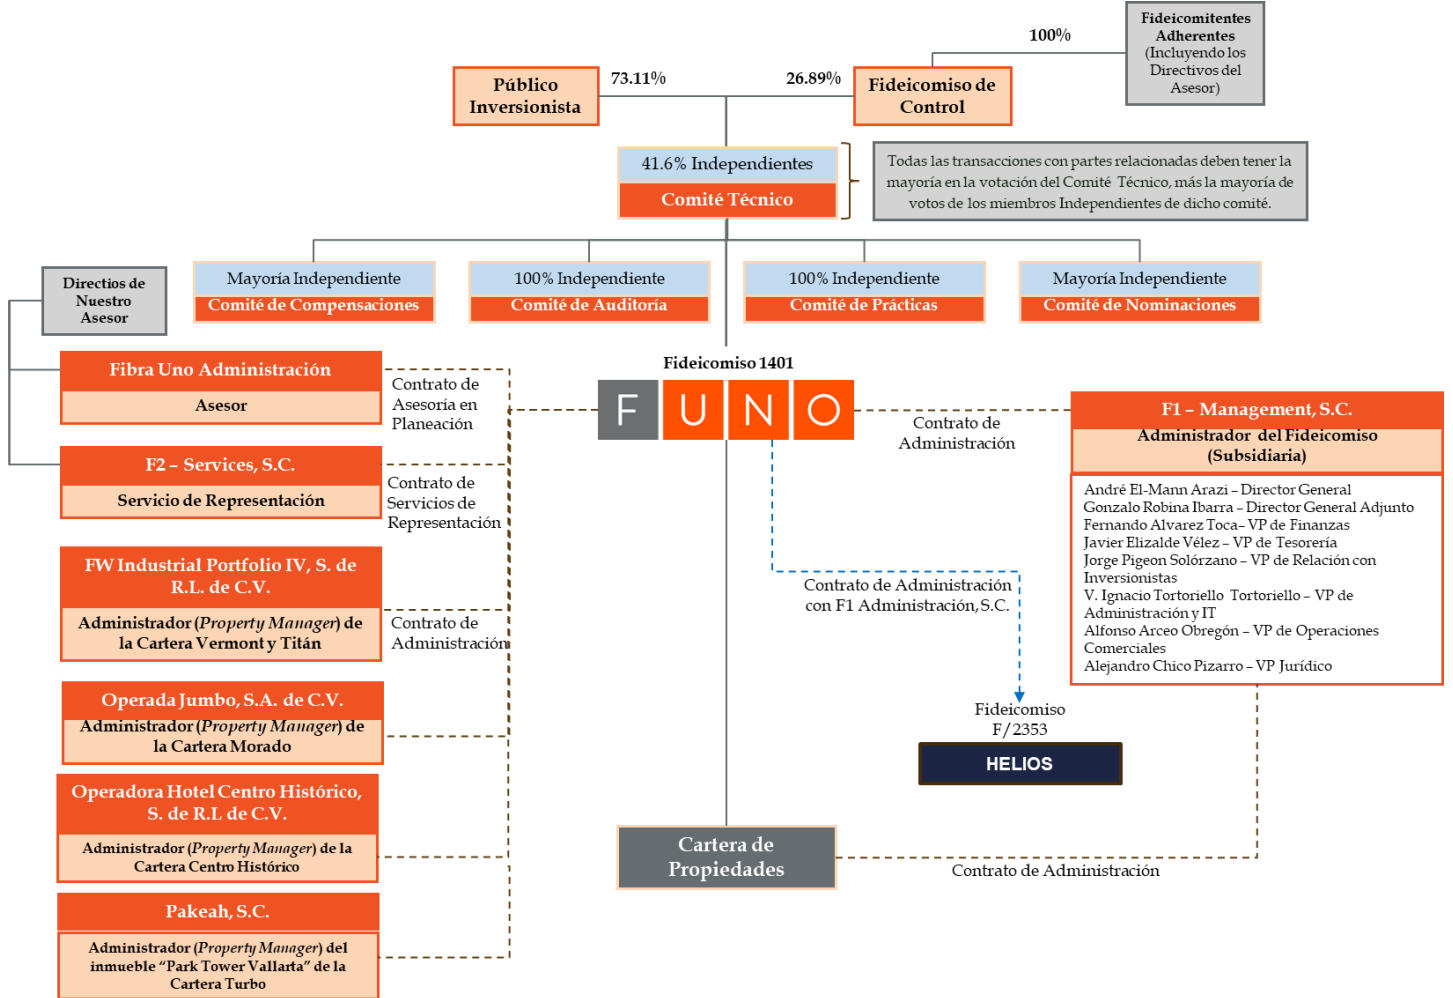 Fideicomitentes
Adherentes
(Incluyendo los
Directivos del
Asesor)
100%
Público
Inversionista
73.11%
26.89%
Fideicomiso de
Control
41.6% Independientes
Comité Técnico
Todas las transacciones con partes relacionadas deben tener la
mayoría en la votación del Comité Técnico, más la mayoría de
votos de los miembros Independientes de dicho comité.
Mayoría Independiente
Comité de Compensaciones
100% Independiente
Comité de Auditoría
100% Independiente
Comité de Prácticas
Mayoría Independiente
Comité de Nominaciones
Directios de
Nuestro
Asesor
Fibra Uno Administración
Asesor
Contrato de
Asesoría en
Planeación
F2 – Services, S.C.
Servicio de Representación
Contrato de
Servicios de
Representación
FW Industrial Portfolio IV, S. de
R.L. de C.V.
Administrador (Property Manager) de
la Cartera Vermont y Titán
Contrato de
Administración
Operada Jumbo, S.A. de C.V.
Administrador (Property Manager) de
la Cartera Morado
Operadora Hotel Centro Histórico,
S. de R.L de C.V.
Administrador (Property Manager) de la
Cartera Centro Histórico
Pakeah, S.C.
Administrador (Property Manager) del
inmueble “Park Tower Vallarta” de la
Cartera Turbo
Fideicomiso 1401
FUNO
Contrato de
Administración
F1 – Management, S.C.
Administrador del Fideicomiso
(Subsidiaria)
André El-Mann Arazi – Director General
Gonzalo Robina Ibarra – Director General Adjunto
Fernando Alvarez Toca– VP de Finanzas
Javier Elizalde Vélez – VP de Tesorería
Jorge Pigeon Solórzano – VP de Relación con
Inversionistas
V. Ignacio Tortoriello Tortoriello – VP de
Administración y IT
Alfonso Arceo Obregón – VP de Operaciones
Comerciales
Alejandro Chico Pizarro – VP Jurídico
Contrato de Administración
con F1 Administración, S.C.
Fideicomiso
F/2353
HELIOS
Cartera de
Propiedades
Contrato de Administración